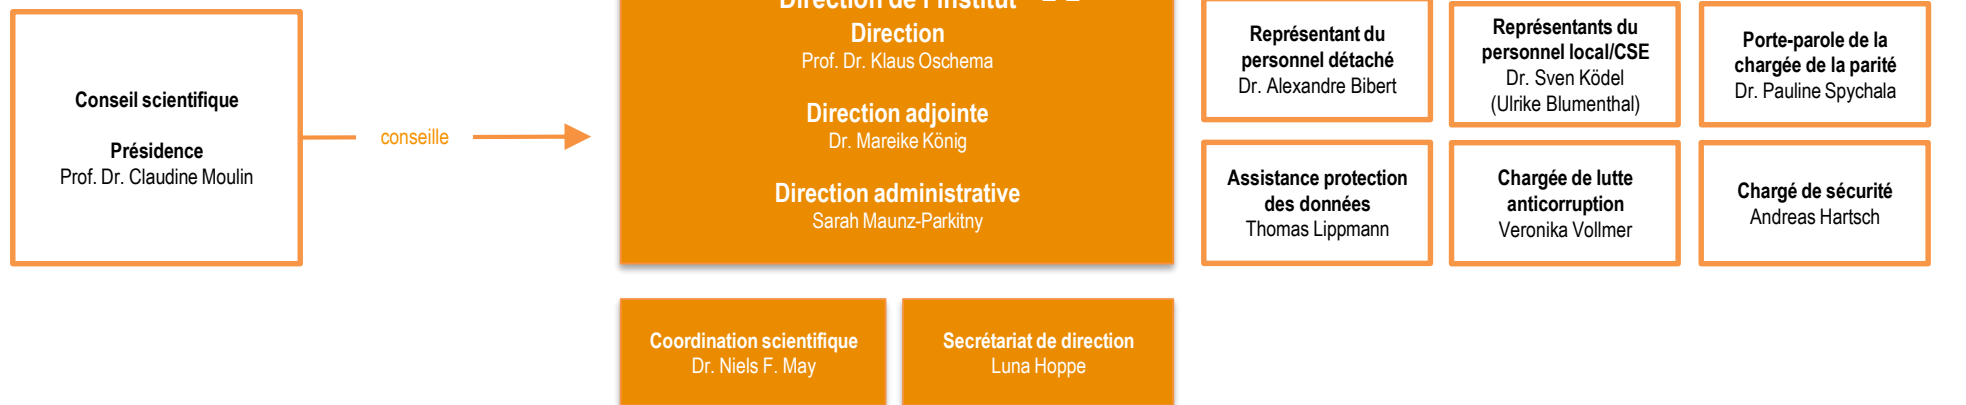 Conseil scientifique
Présidence
Prof. Dr. Claudine Moulin
conseille
Direction de l'Institut
Direction
Prof. Dr. Klaus Oschema
Direction adjointe
Dr. Mareike König
Direction administrative
Sarah Maunz-Parkitny
Coordination scientifique
Dr. Niels F. May
Secrétariat de direction
Luna Hoppe
Représentant du
personnel détaché
Dr. Alexandre Bibert
Représentants du
personnel local/CSE
Dr. Sven Ködel
(Ulrike Blumenthal)
Porte-parole de la
chargée de la parité
Dr. Pauline Spychala
Assistance protection
des données
Thomas Lippmann
Chargée de lutte
anticorruption
Veronika Vollmer
Chargé de sécurité
Andreas Hartsch